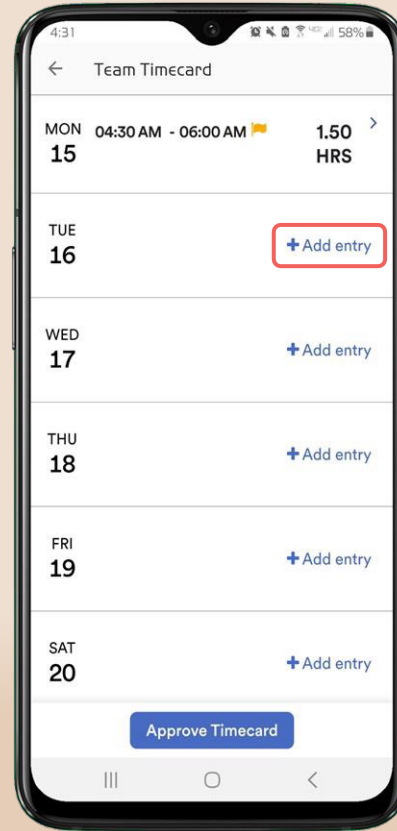 4:31 58%
Team Timecard
MON 04:30 AM - 06:00 AM 1.50
15 HRS
TUE
16 + Add entry
WED
17 + Add entry
THU
18 + Add entry
FRI
19 + Add entry
SAT
20 + Add entry
Approve Timecard